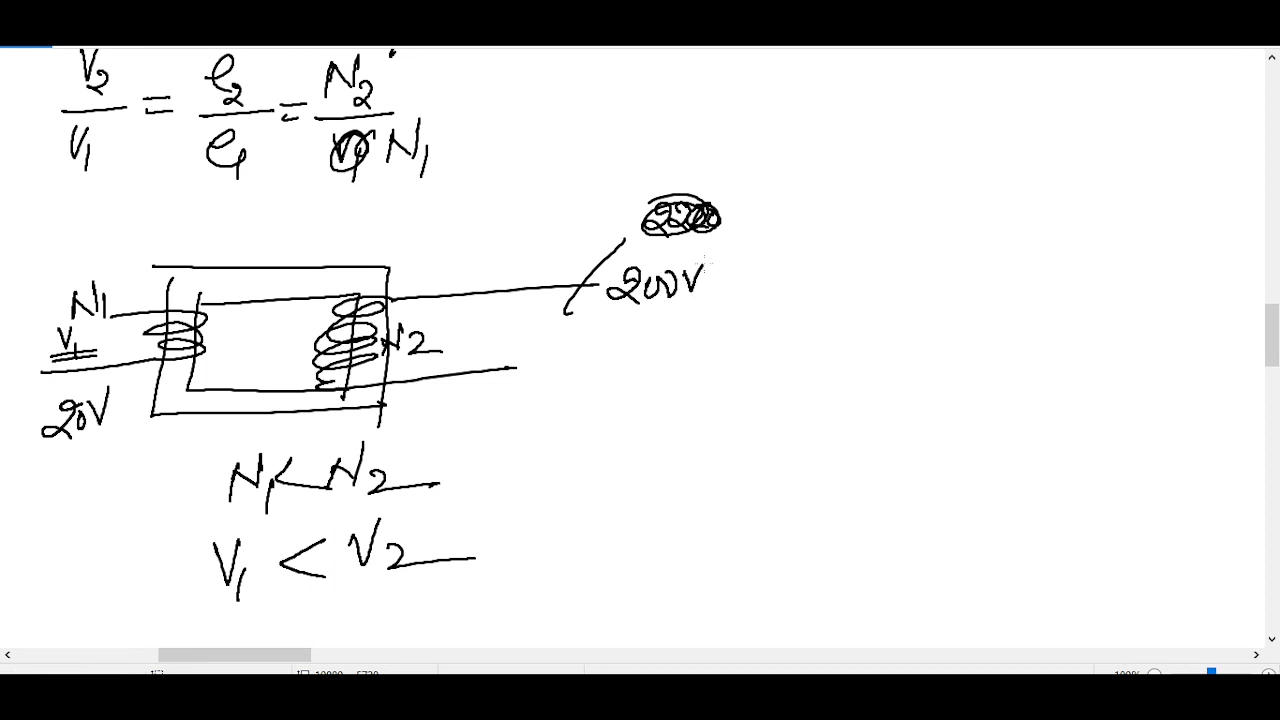 V2/V1 = e2/e1 = N2/N1
200V
N1
V1
N2
20V
N1 < N2
V1 < V2